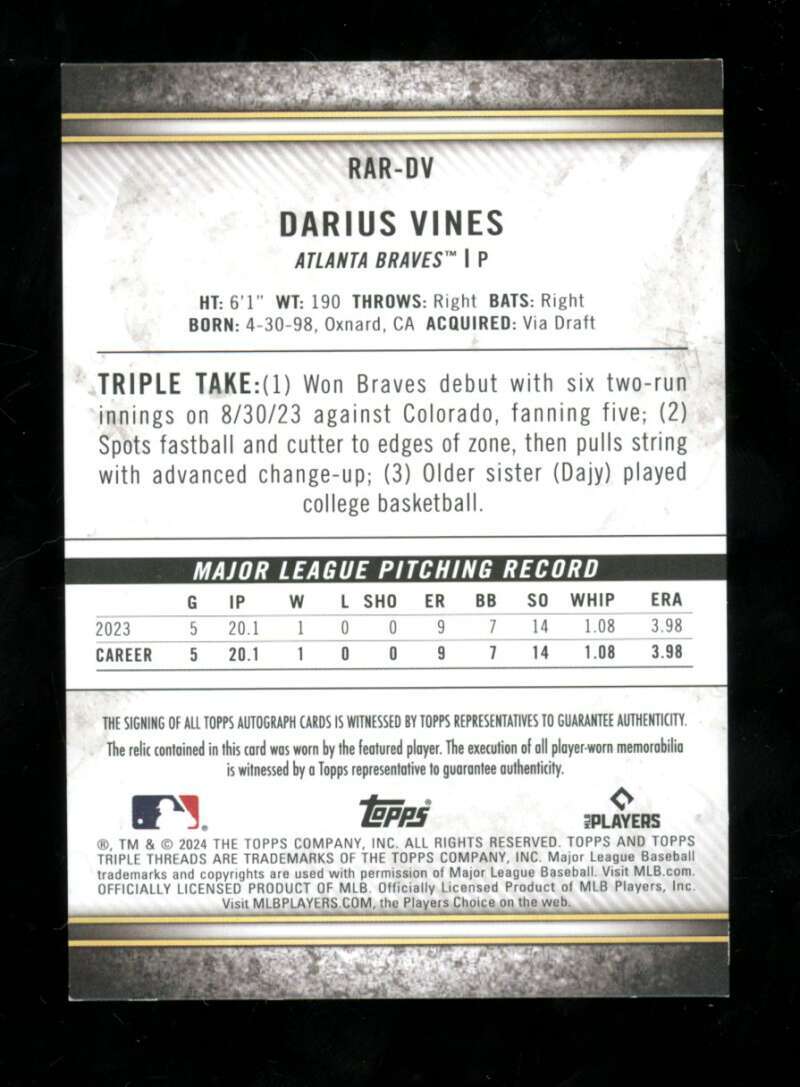 RAR-DV
DARIUS VINES
ATLANTA BRAVES™ | P
HT: 6'1" WT: 190 THROWS: Right BATS: Right
BORN: 4-30-98, Oxnard, CA ACQUIRED: Via Draft
TRIPLE TAKE:(1) Won Braves debut with six two-run
innings on 8/30/23 against Colorado, fanning five; (2)
Spots fastball and cutter to edges of zone, then pulls string
with advanced change-up; (3) Older sister (Dajy) played
college basketball.
MAJOR LEAGUE PITCHING RECORD
G IP W L SHO ER BB SO WHIP ERA
2023 5 20.1 1 0 0 9 7 14 1.08 3.98
CAREER 5 20.1 1 0 0 9 7 14 1.08 3.98
THE SIGNING OF ALL TOPPS AUTOGRAPH CARDS IS WITNESSED BY TOPPS REPRESENTATIVES TO GUARANTEE AUTHENTICITY.
The relic contained in this card was worn by the featured player. The execution of all player-worn memorabilia
is witnessed by a Topps representative to guarantee authenticity.
Topps MLB PLAYERS
®, TM & © 2024 THE TOPPS COMPANY, INC. ALL RIGHTS RESERVED. TOPPS AND TOPPS
TRIPLE THREADS ARE TRADEMARKS OF THE TOPPS COMPANY, INC. Major League Baseball
trademarks and copyrights are used with permission of Major League Baseball. Visit MLB.com.
OFFICIALLY LICENSED PRODUCT OF MLB. Officially Licensed Product of MLB Players, Inc.
Visit MLBPLAYERS.COM, the Players Choice on the web.